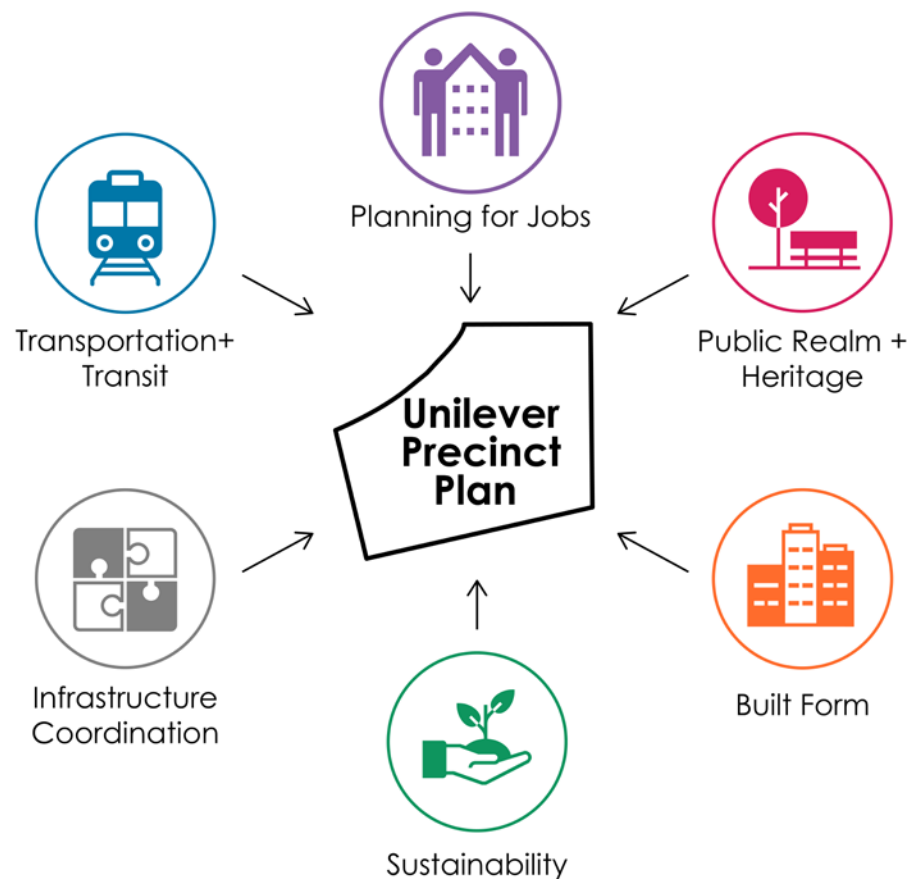 Planning for Jobs
Transportation+
Transit
Public Realm +
Heritage
Unilever
Precinct
Plan
Infrastructure
Coordination
Built Form
Sustainability